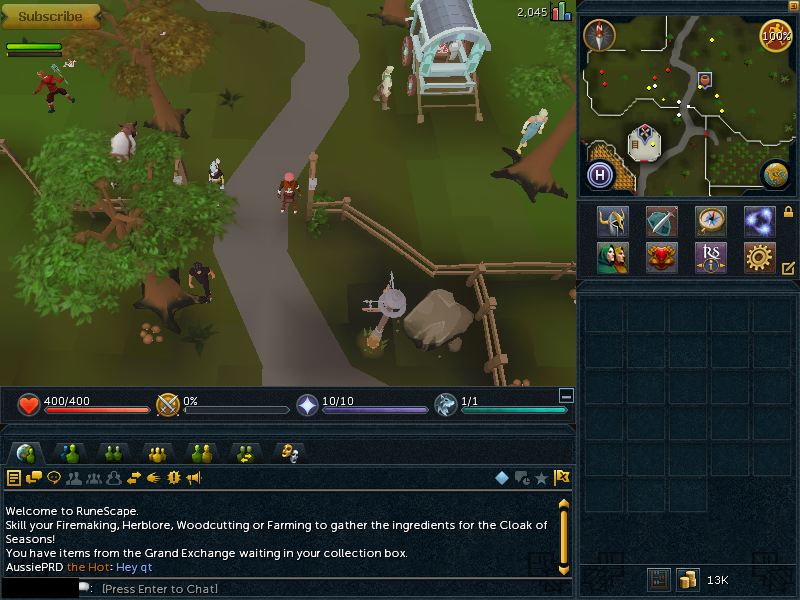 Subscribe
2,045
100%
H
400/400
0%
10/10
1/1
RS
Welcome to RuneScape.
Skill your Firemaking, Herblore, Woodcutting or Farming to gather the ingredients for the Cloak of
Seasons!
You have items from the Grand Exchange waiting in your collection box.
AussiePRD the Hot: Hey qt
: [Press Enter to Chat]
13K